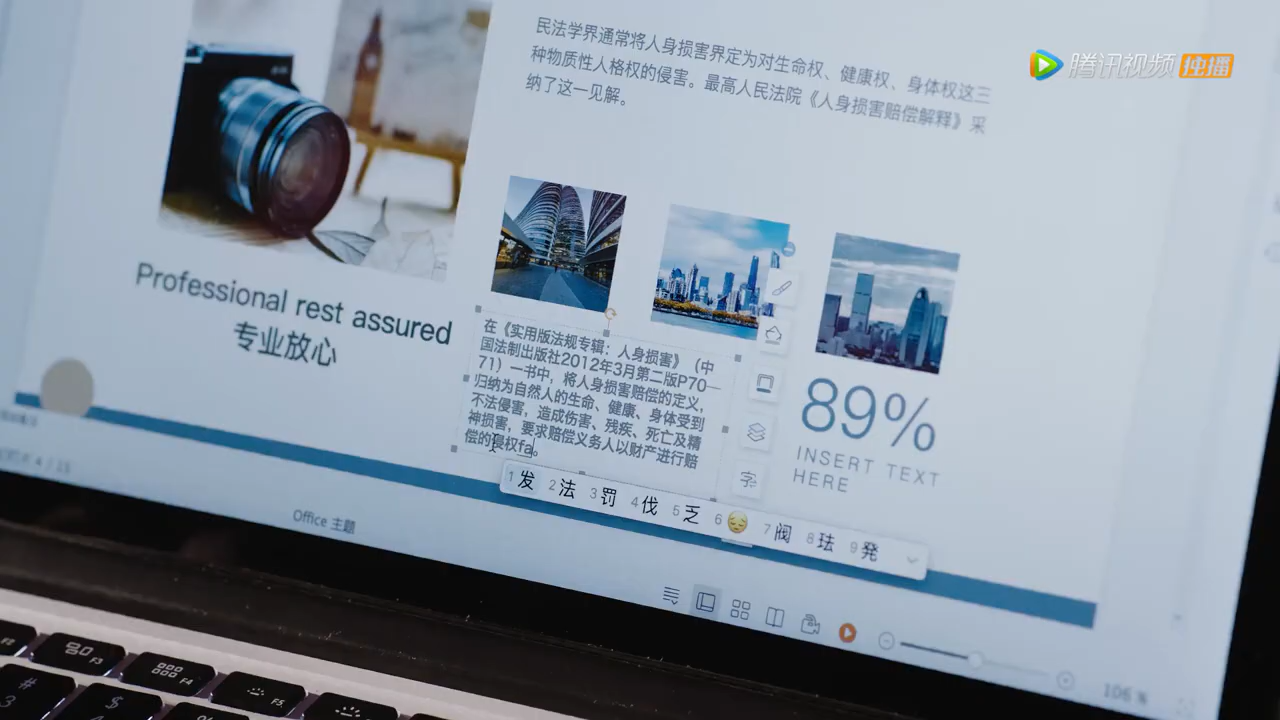 民法学界通常将人身损害界定为对生命权、健康权、身体权这三
种物质性人格权的侵害。最高人民法院《人身损害赔偿解释》采
纳了这一见解。
腾讯视频 独播
Professional rest assured
专业放心
在《实用版法规专辑：人身损害》（中
国法制出版社2012年3月第二版P70—
71）一书中，将人身损害赔偿的定义，
归纳为自然人的生命、健康、身体受到
不法侵害，造成伤害、残疾、死亡及精
神损害，要求赔偿义务人以财产进行赔
偿的侵权fa。
89%
INSERT TEXT
HERE
1 发 2 法 3 罚 4 伐 5 乏 6 😔 7 阀 8 珐 9 発
Office 主题
106 %
F3
F4
F5
#
3
$